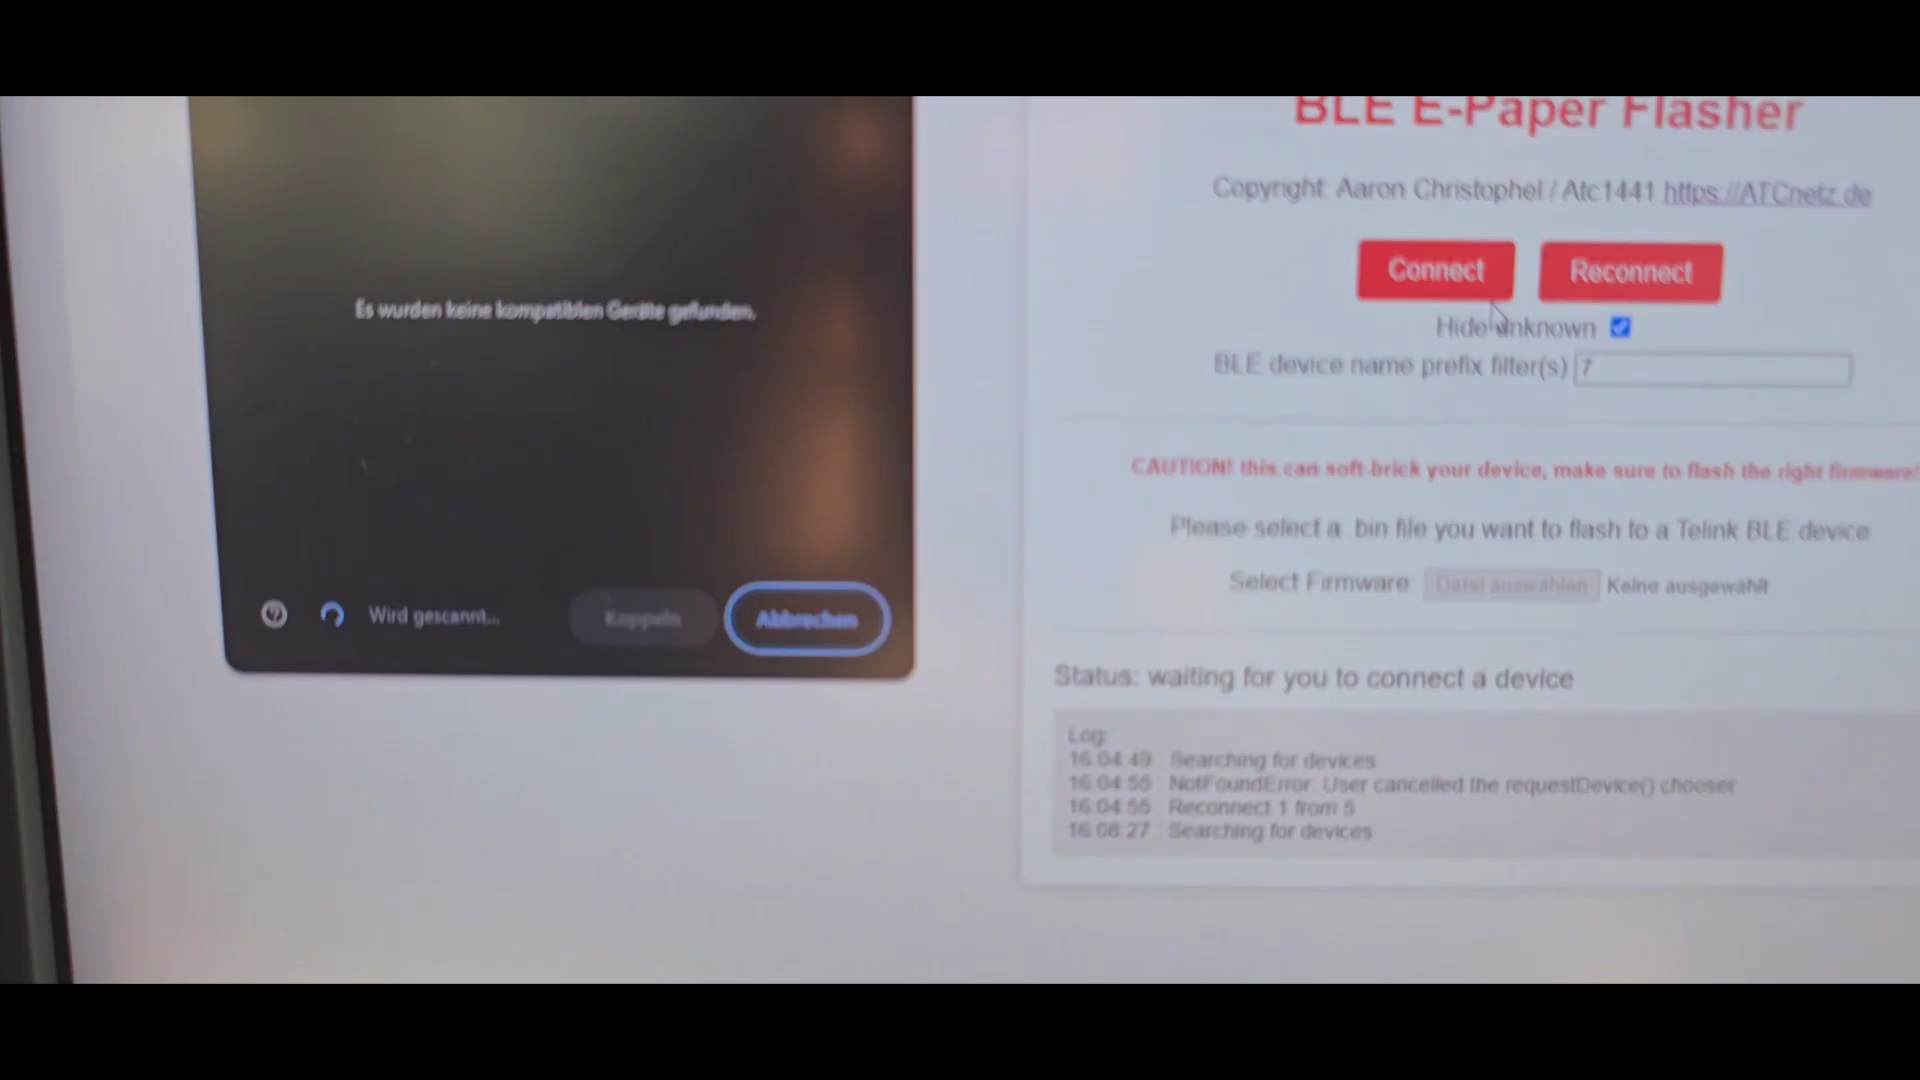 Es wurden keine kompatiblen Geräte gefunden.
Wird gescannt...
Koppeln
Abbrechen
BLE E-Paper Flasher
Copyright: Aaron Christophel / Atc1441 https://ATCnetz.de
Connect
Reconnect
Hide unknown
BLE device name prefix filter(s) 7
CAUTION! this can soft-brick your device, make sure to flash the right firmware!
Please select a .bin file you want to flash to a Telink BLE device
Select Firmware: Datei auswählen Keine ausgewählt
Status: waiting for you to connect a device
Log:
16:04:49 Searching for devices
16:04:55 NotFoundError: User cancelled the requestDevice() chooser.
16:04:55 Reconnect 1 from 5
16:08:27 Searching for devices